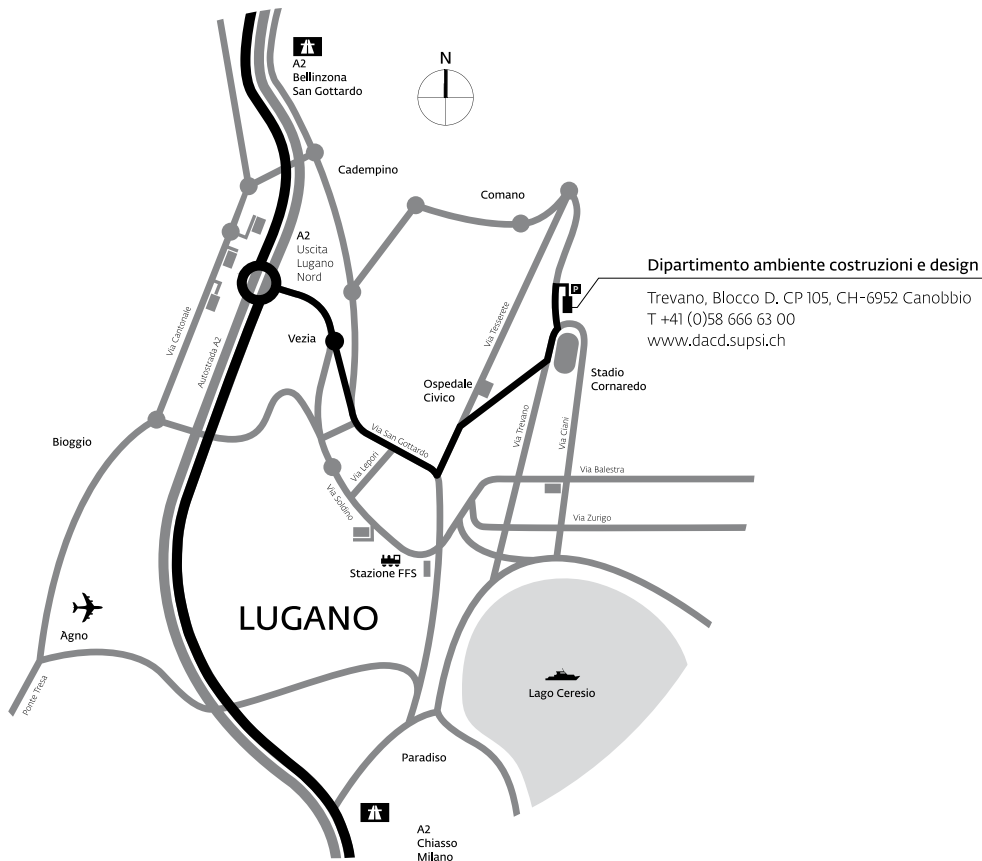 A2
Bellinzona
San Gottardo
N
Cadempino
Comano
A2
Uscita
Lugano
Nord
P
Dipartimento ambiente costruzioni e design
Trevano, Blocco D. CP 105, CH-6952 Canobbio
T +41 (0)58 666 63 00
www.dacd.supsi.ch
Via Cantonale
Autostrada A2
Vezia
Via Tesserete
Stadio
Cornaredo
Ospedale
Civico
Via Trevano
Via Ciani
Bioggio
Via San Gottardo
Via Lepori
Via Soldino
Via Balestra
Via Zurigo
Stazione FFS
LUGANO
Agno
Ponte Tresa
Lago Ceresio
Paradiso
A2
Chiasso
Milano